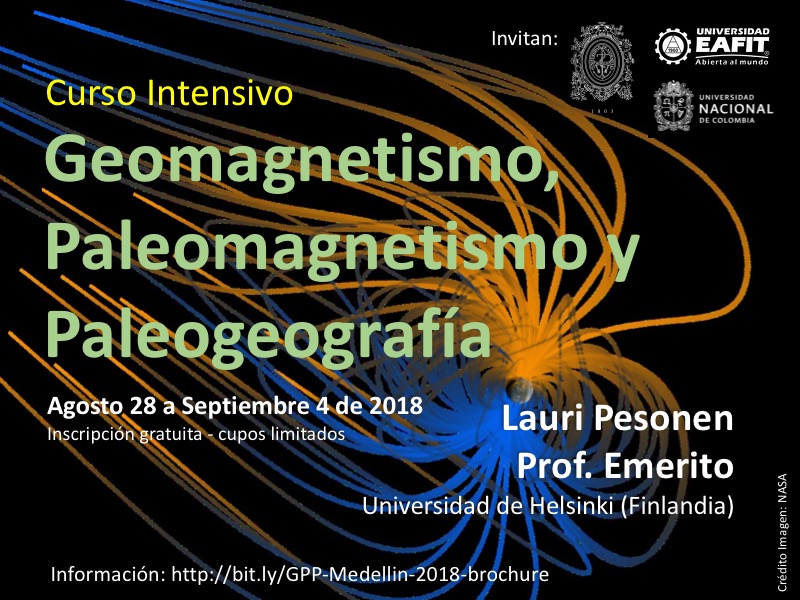 Invitan:
1803
UNIVERSIDAD
EAFIT
Abierta al mundo
UNIVERSIDAD
NACIONAL
DE COLOMBIA
Curso Intensivo
Geomagnetismo,
Paleomagnetismo y
Paleogeografía
Agosto 28 a Septiembre 4 de 2018
Inscripción gratuita - cupos limitados
Lauri Pesonen
Prof. Emerito
Universidad de Helsinki (Finlandia)
Crédito Imagen: NASA
Información: http://bit.ly/GPP-Medellin-2018-brochure